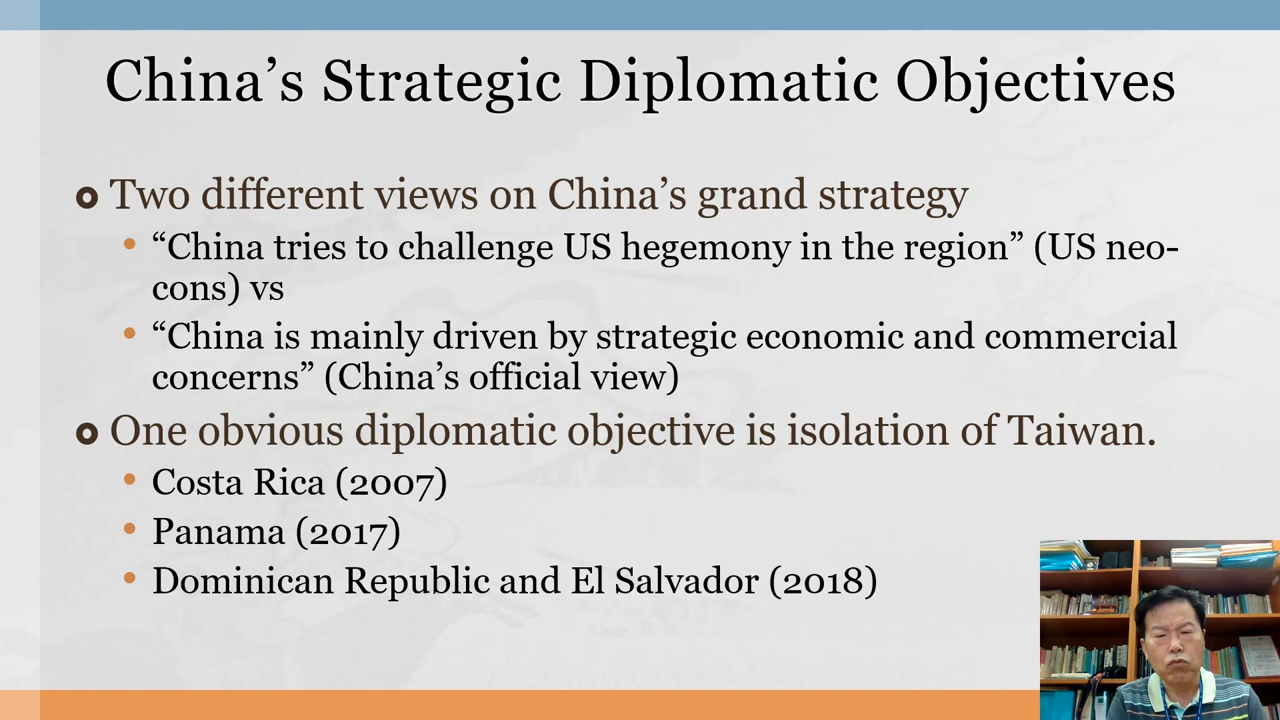 China’s Strategic Diplomatic Objectives
Two different views on China’s grand strategy
“China tries to challenge US hegemony in the region” (US neo-
cons) vs
“China is mainly driven by strategic economic and commercial
concerns” (China’s official view)
One obvious diplomatic objective is isolation of Taiwan.
Costa Rica (2007)
Panama (2017)
Dominican Republic and El Salvador (2018)